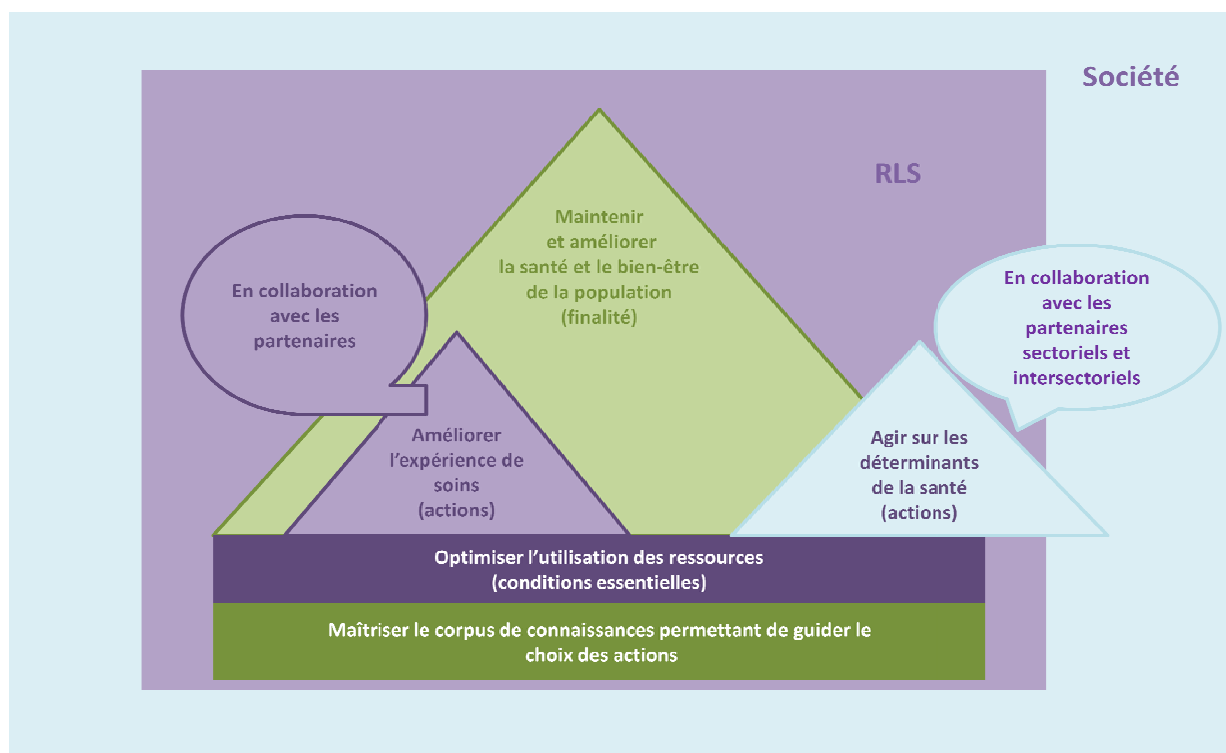 Société
RLS
Maintenir
et améliorer
la santé et le bien-être
de la population
(finalité)
En collaboration
avec les
partenaires
En collaboration
avec les
partenaires
sectoriels et
intersectoriels
Améliorer
l’expérience de
soins
(actions)
Agir sur les
déterminants
de la santé
(actions)
Optimiser l’utilisation des ressources
(conditions essentielles)
Maîtriser le corpus de connaissances permettant de guider le
choix des actions